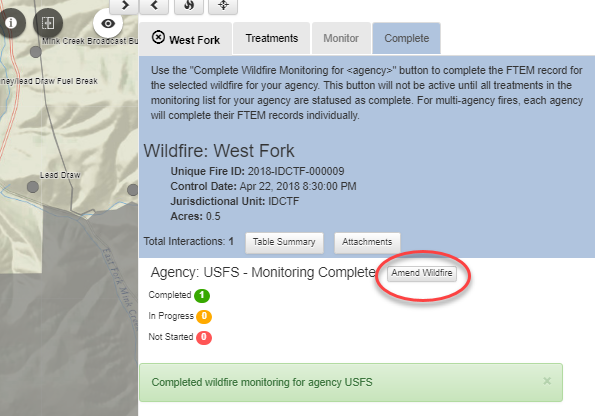 Mink Creek Broadcast Bu
ney/lead Draw Fuel Break
Lead Draw
East Fork Mink Creek
West Fork
Treatments
Monitor
Complete
Use the "Complete Wildfire Monitoring for <agency>" button to complete the FTEM record for
the selected wildfire for your agency. This button will not be active until all treatments in the
monitoring list for your agency are statused as complete. For multi-agency fires, each agency
will complete their FTEM records individually.
Wildfire: West Fork
Unique Fire ID: 2018-IDCTF-000009
Control Date: Apr 22, 2018 8:30:00 PM
Jurisdictional Unit: IDCTF
Acres: 0.5
Total Interactions: 1
Table Summary
Attachments
Agency: USFS - Monitoring Complete
Amend Wildfire
Completed 1
In Progress 0
Not Started 0
Completed wildfire monitoring for agency USFS ×